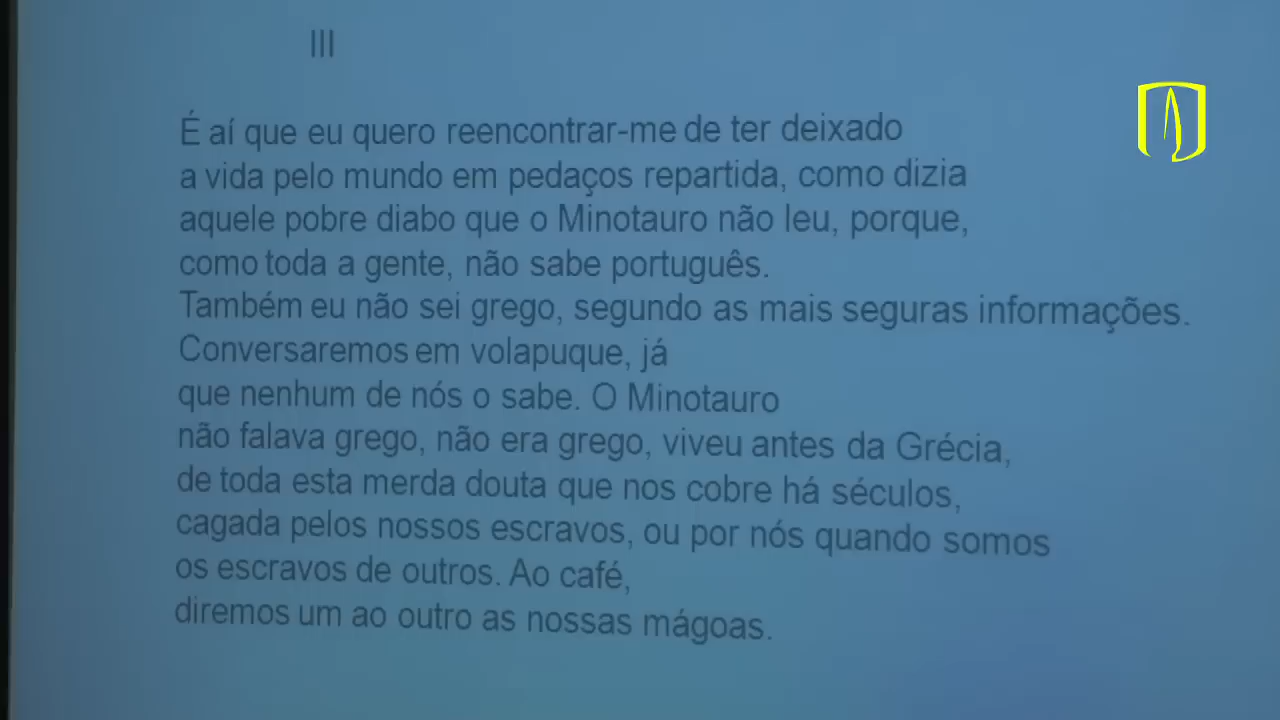 III
É aí que eu quero reencontrar-me de ter deixado
a vida pelo mundo em pedaços repartida, como dizia
aquele pobre diabo que o Minotauro não leu, porque,
como toda a gente, não sabe português.
Também eu não sei grego, segundo as mais seguras informações.
Conversaremos em volapuque, já
que nenhum de nós o sabe. O Minotauro
não falava grego, não era grego, viveu antes da Grécia,
de toda esta merda douta que nos cobre há séculos,
cagada pelos nossos escravos, ou por nós quando somos
os escravos de outros. Ao café,
diremos um ao outro as nossas mágoas.